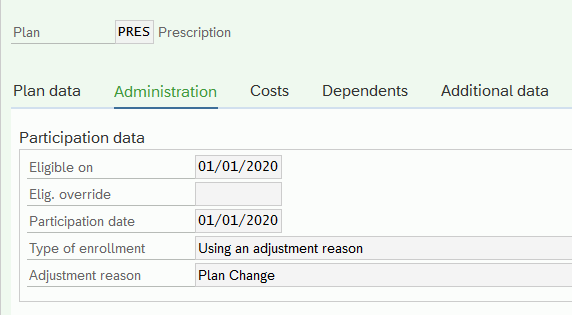 Plan PRES Prescription
Plan data Administration Costs Dependents Additional data
Participation data
Eligible on 01/01/2020
Elig. override
Participation date 01/01/2020
Type of enrollment Using an adjustment reason
Adjustment reason Plan Change